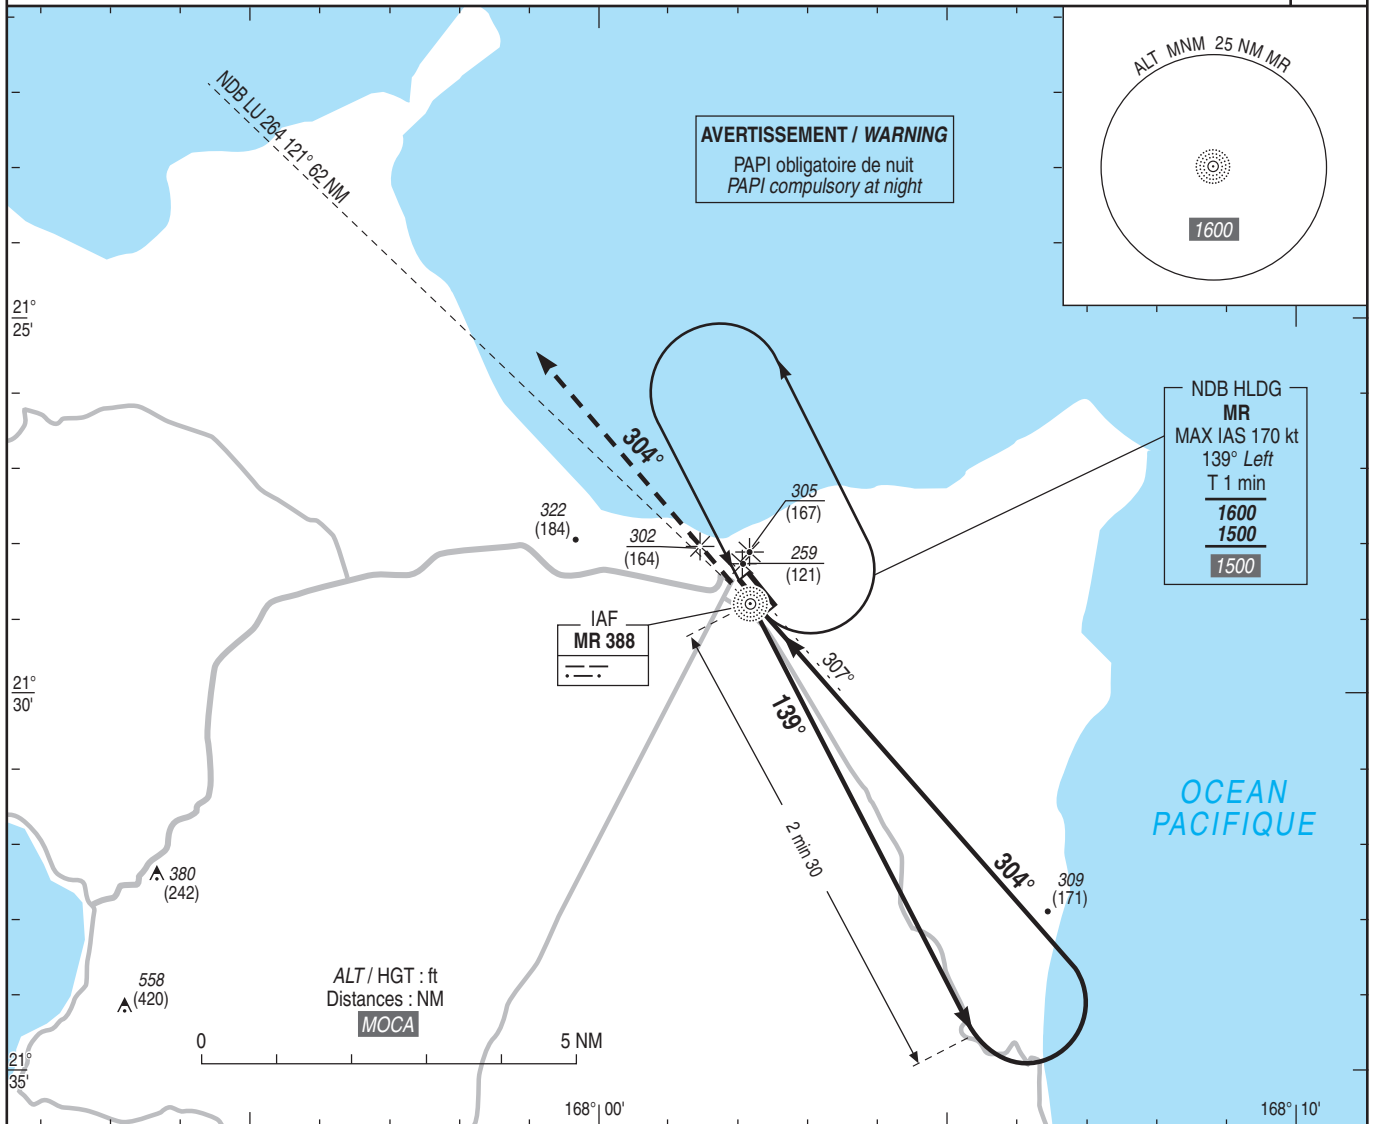 ALT MNM 25 NM MR
1600
NDB LU 264 121° 62 NM
AVERTISSEMENT / WARNING
PAPI obligatoire de nuit
PAPI compulsory at night
21°
25'
NDB HLDG
MR
MAX IAS 170 kt
139° Left
T 1 min
1600
1500
1500
304°
305
(167)
322
(184)
302
(164)
259
(121)
IAF
MR 388
307°
21°
30'
139°
OCEAN
PACIFIQUE
2 min 30
304°
309
(171)
380
(242)
558
(420)
ALT / HGT : ft
Distances : NM
MOCA
0
5 NM
21°
35'
168° 00'
168° 10'